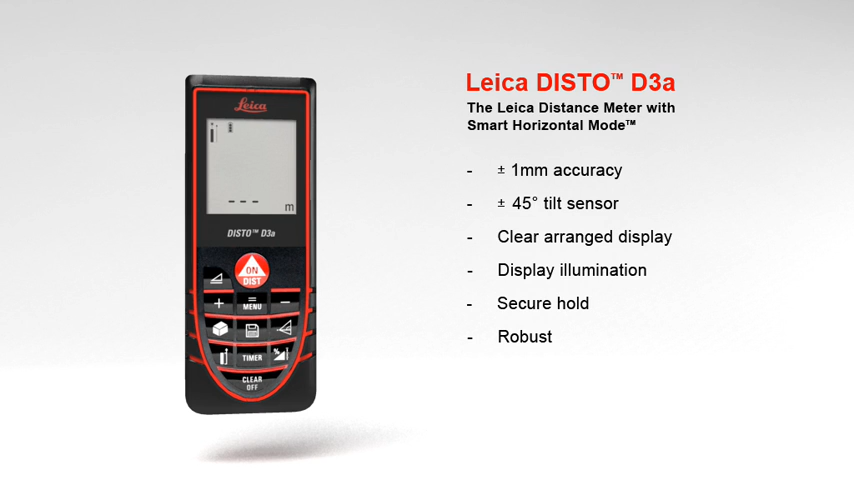 Leica DISTO™ D3a
The Leica Distance Meter with
Smart Horizontal Mode™
- ± 1mm accuracy
- ± 45° tilt sensor
- Clear arranged display
- Display illumination
- Secure hold
- Robust
Leica
- - -
m
DISTO™ D3a
ON
DIST
+ = −
MENU
TIMER
%
CLEAR
OFF